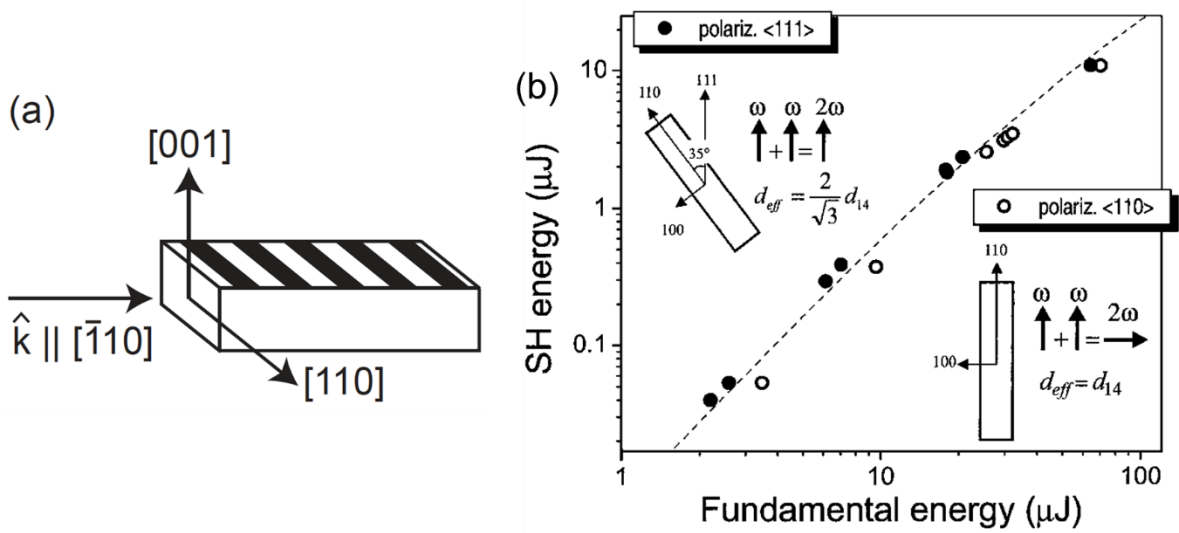 (a)
[001]
k̂ || [1̄10]
[110]
(b)
SH energy (μJ)
10
1
0.1
● polariz. <111>
110
111
35°
100
ω ω 2ω
+ =
d_eff = 2/√3 d_14
○ polariz. <110>
110
100
ω ω 2ω
+ =
d_eff = d_14
1 10 100
Fundamental energy (μJ)